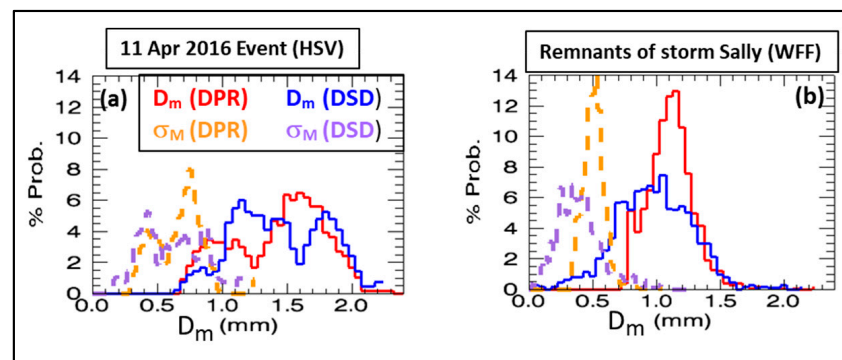 11 Apr 2016 Event (HSV)
Remnants of storm Sally (WFF)
(a)
Dₘ (DPR) Dₘ (DSD)
σM (DPR) σM (DSD)
% Prob.
14
12
10
8
6
4
2
0
0.0 0.5 1.0 1.5 2.0
Dₘ (mm)
(b)
% Prob.
14
12
10
8
6
4
2
0
0.0 0.5 1.0 1.5 2.0
Dₘ (mm)